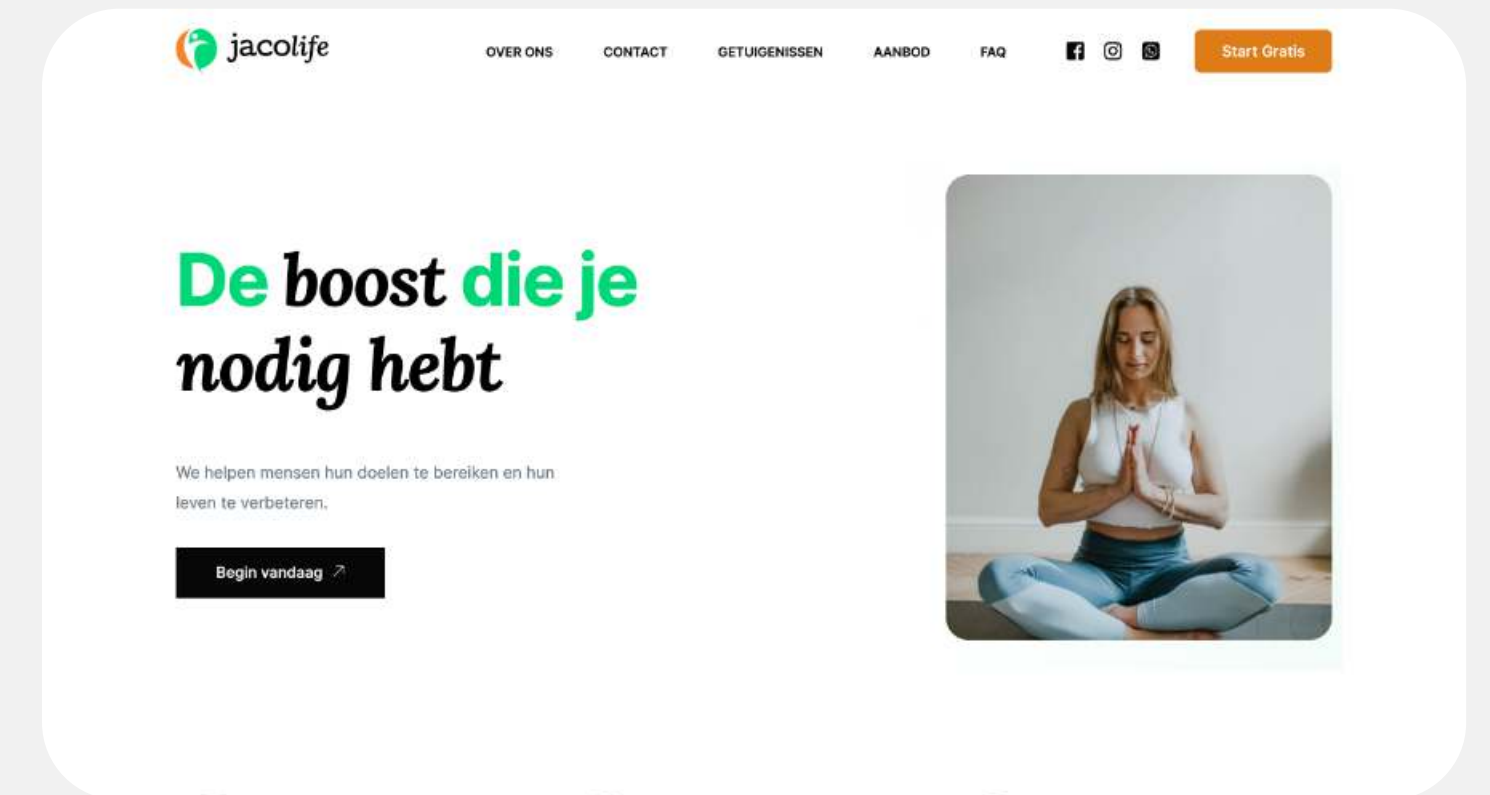 jacolife
OVER ONS
CONTACT
GETUIGENISSEN
AANBOD
FAQ
Start Gratis
De boost die je
nodig hebt
We helpen mensen hun doelen te bereiken en hun
leven te verbeteren.
Begin vandaag